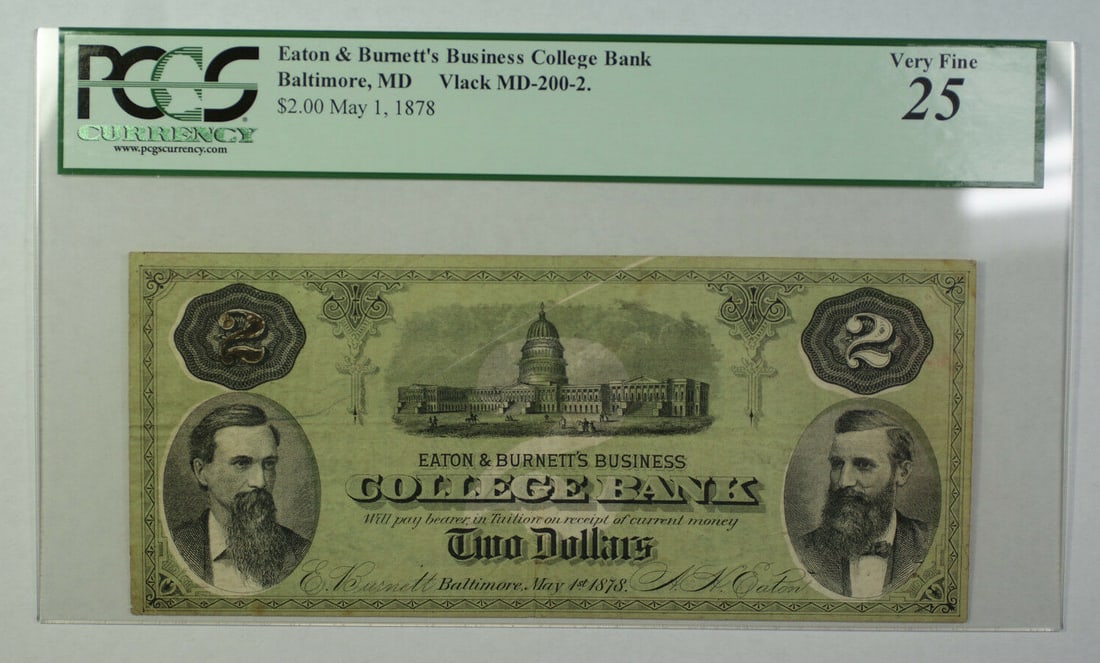 PCGS
CURRENCY
www.pcgscurrency.com
Eaton & Burnett's Business College Bank
Baltimore, MD Vlack MD-200-2.
$2.00 May 1, 1878
Very Fine
25
2
2
EATON & BURNETT'S BUSINESS
COLLEGE BANK
Will pay bearer, in Tuition on receipt of current money
Two Dollars
E. Burnett Baltimore, May 1st 1878. A. H. Eaton